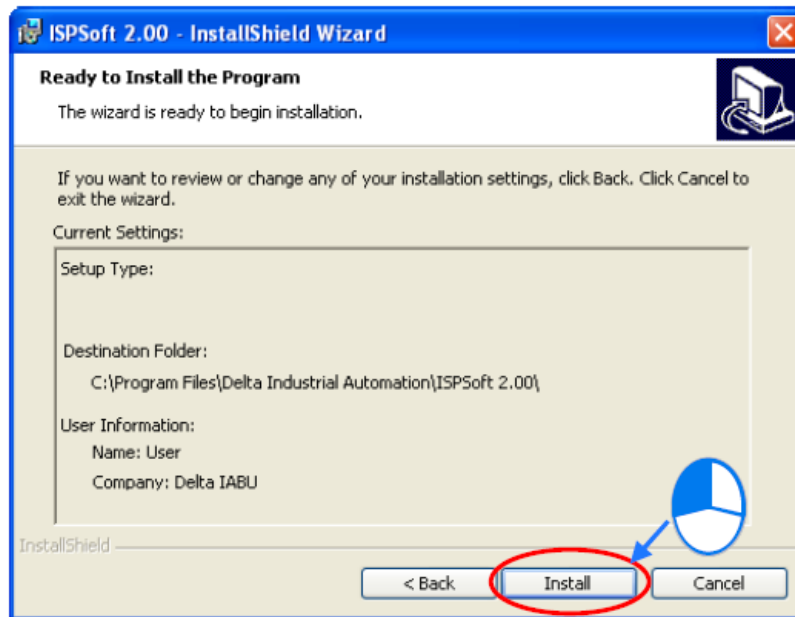 ISPSoft 2.00 - InstallShield Wizard
Ready to Install the Program
The wizard is ready to begin installation.
If you want to review or change any of your installation settings, click Back. Click Cancel to
exit the wizard.
Current Settings:
Setup Type:
Destination Folder:
C:\Program Files\Delta Industrial Automation\ISPSoft 2.00\
User Information:
Name: User
Company: Delta IABU
InstallShield
< Back
Install
Cancel